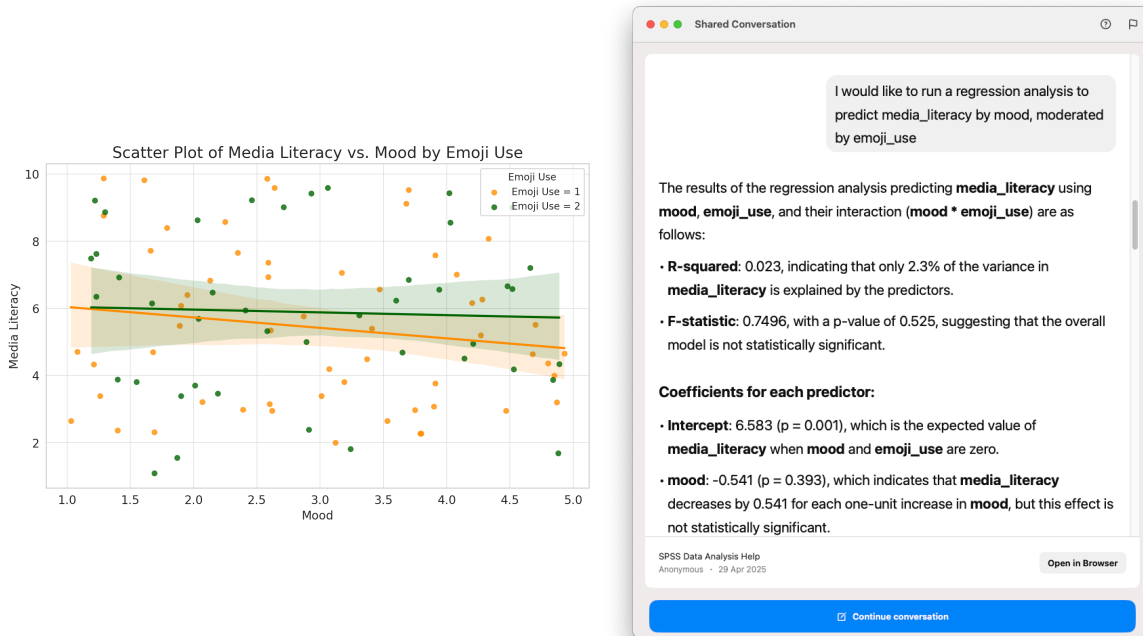 Scatter Plot of Media Literacy vs. Mood by Emoji Use
Emoji Use
Emoji Use = 1
Emoji Use = 2
Media Literacy
10
8
6
4
2
1.0 1.5 2.0 2.5 3.0 3.5 4.0 4.5 5.0
Mood
Shared Conversation
I would like to run a regression analysis to
predict media_literacy by mood, moderated
by emoji_use
The results of the regression analysis predicting media_literacy using
mood, emoji_use, and their interaction (mood * emoji_use) are as
follows:
• R-squared: 0.023, indicating that only 2.3% of the variance in
media_literacy is explained by the predictors.
• F-statistic: 0.7496, with a p-value of 0.525, suggesting that the overall
model is not statistically significant.
Coefficients for each predictor:
• Intercept: 6.583 (p = 0.001), which is the expected value of
media_literacy when mood and emoji_use are zero.
• mood: -0.541 (p = 0.393), which indicates that media_literacy
decreases by 0.541 for each one-unit increase in mood, but this effect is
not statistically significant.
SPSS Data Analysis Help
Anonymous · 29 Apr 2025
Open in Browser
Continue conversation